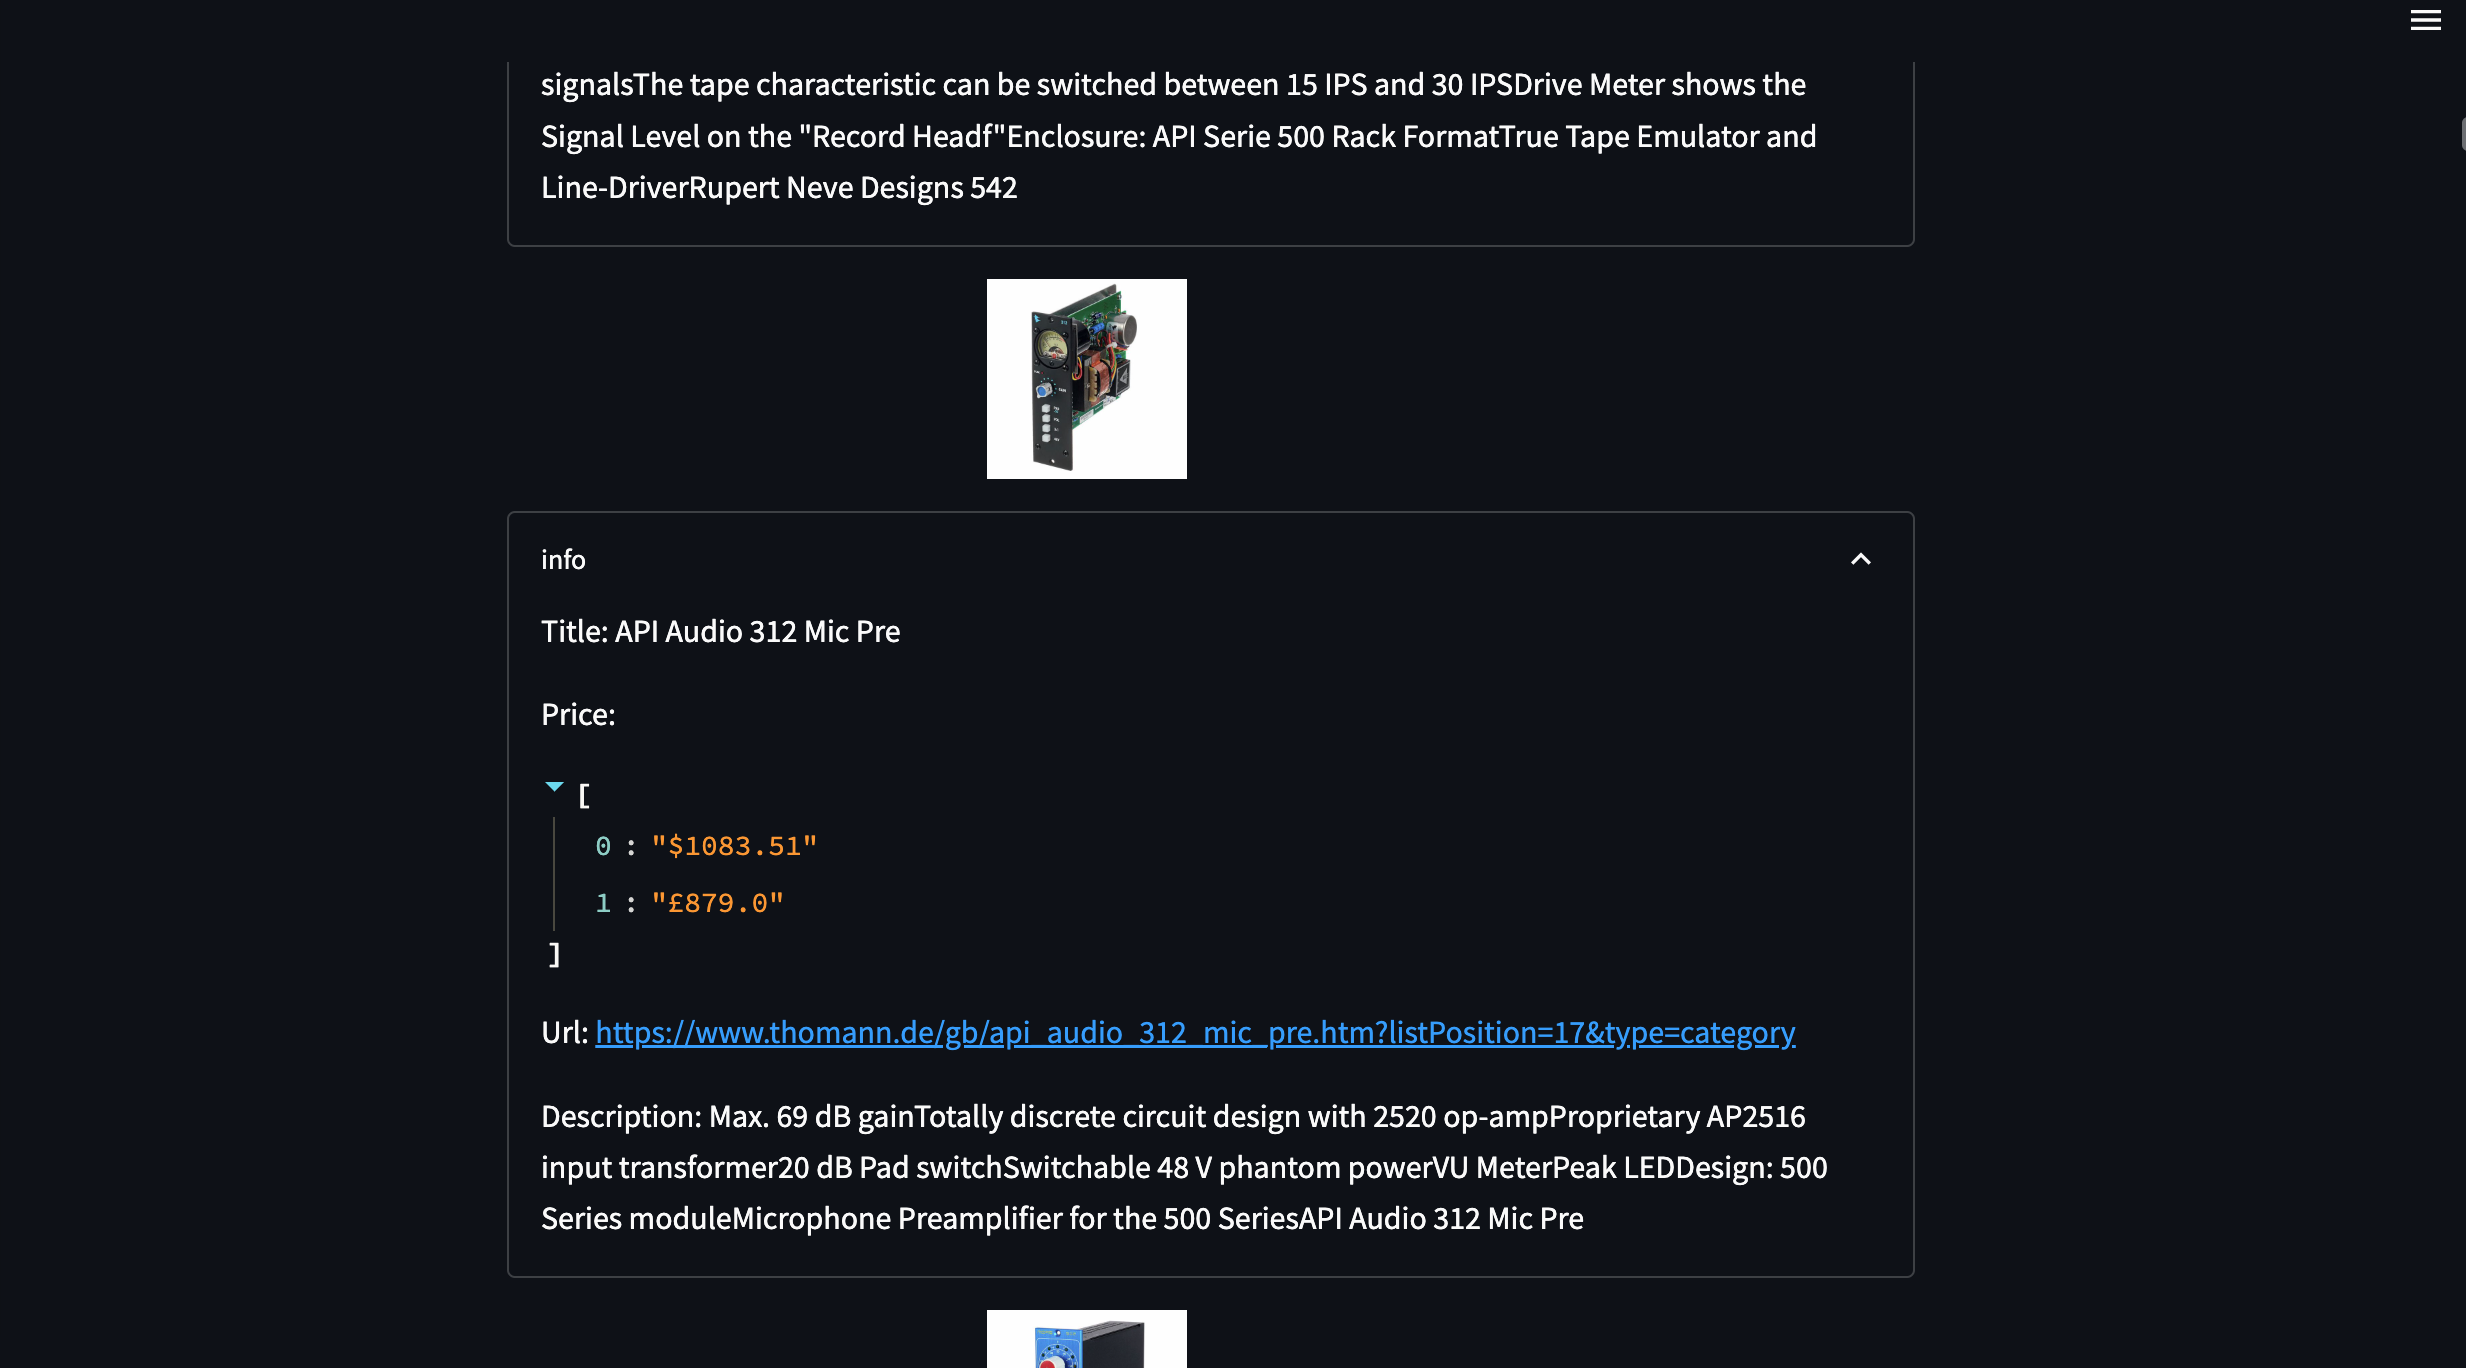 signalsThe tape characteristic can be switched between 15 IPS and 30 IPSDrive Meter shows the
Signal Level on the "Record Headf"Enclosure: API Serie 500 Rack FormatTrue Tape Emulator and
Line-DriverRupert Neve Designs 542
info
Title: API Audio 312 Mic Pre
Price:
[
0 : "$1083.51"
1 : "£879.0"
]
Url: https://www.thomann.de/gb/api_audio_312_mic_pre.htm?listPosition=17&type=category
Description: Max. 69 dB gainTotally discrete circuit design with 2520 op-ampProprietary AP2516
input transformer20 dB Pad switchSwitchable 48 V phantom powerVU MeterPeak LEDDesign: 500
Series moduleMicrophone Preamplifier for the 500 SeriesAPI Audio 312 Mic Pre